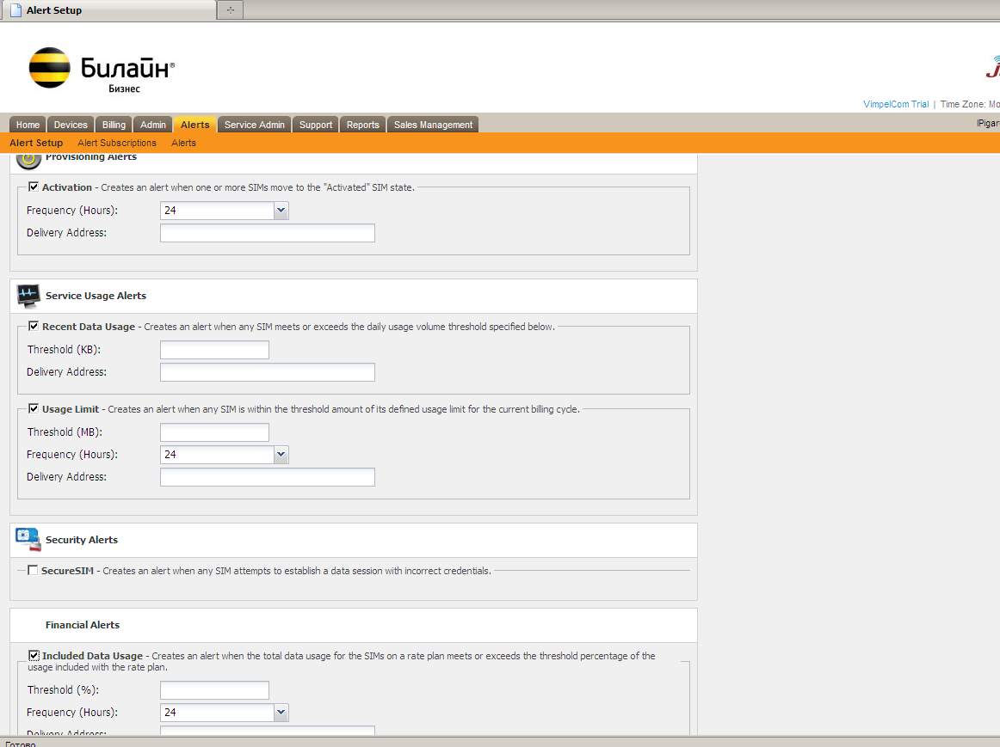 Alert Setup
Билайн®
Бизнес
VimpelCom Trial | Time Zone: Mo
Home Devices Billing Admin Alerts Service Admin Support Reports Sales Management
IPigar
Alert Setup Alert Subscriptions Alerts
Provisioning Alerts
Activation - Creates an alert when one or more SIMs move to the "Activated" SIM state.
Frequency (Hours): 24
Delivery Address:
Service Usage Alerts
Recent Data Usage - Creates an alert when any SIM meets or exceeds the daily usage volume threshold specified below.
Threshold (KB):
Delivery Address:
Usage Limit - Creates an alert when any SIM is within the threshold amount of its defined usage limit for the current billing cycle.
Threshold (MB):
Frequency (Hours): 24
Delivery Address:
Security Alerts
SecureSIM - Creates an alert when any SIM attempts to establish a data session with incorrect credentials.
Financial Alerts
Included Data Usage - Creates an alert when the total data usage for the SIMs on a rate plan meets or exceeds the threshold percentage of the
usage included with the rate plan.
Threshold (%):
Frequency (Hours): 24
Delivery Address:
Готово